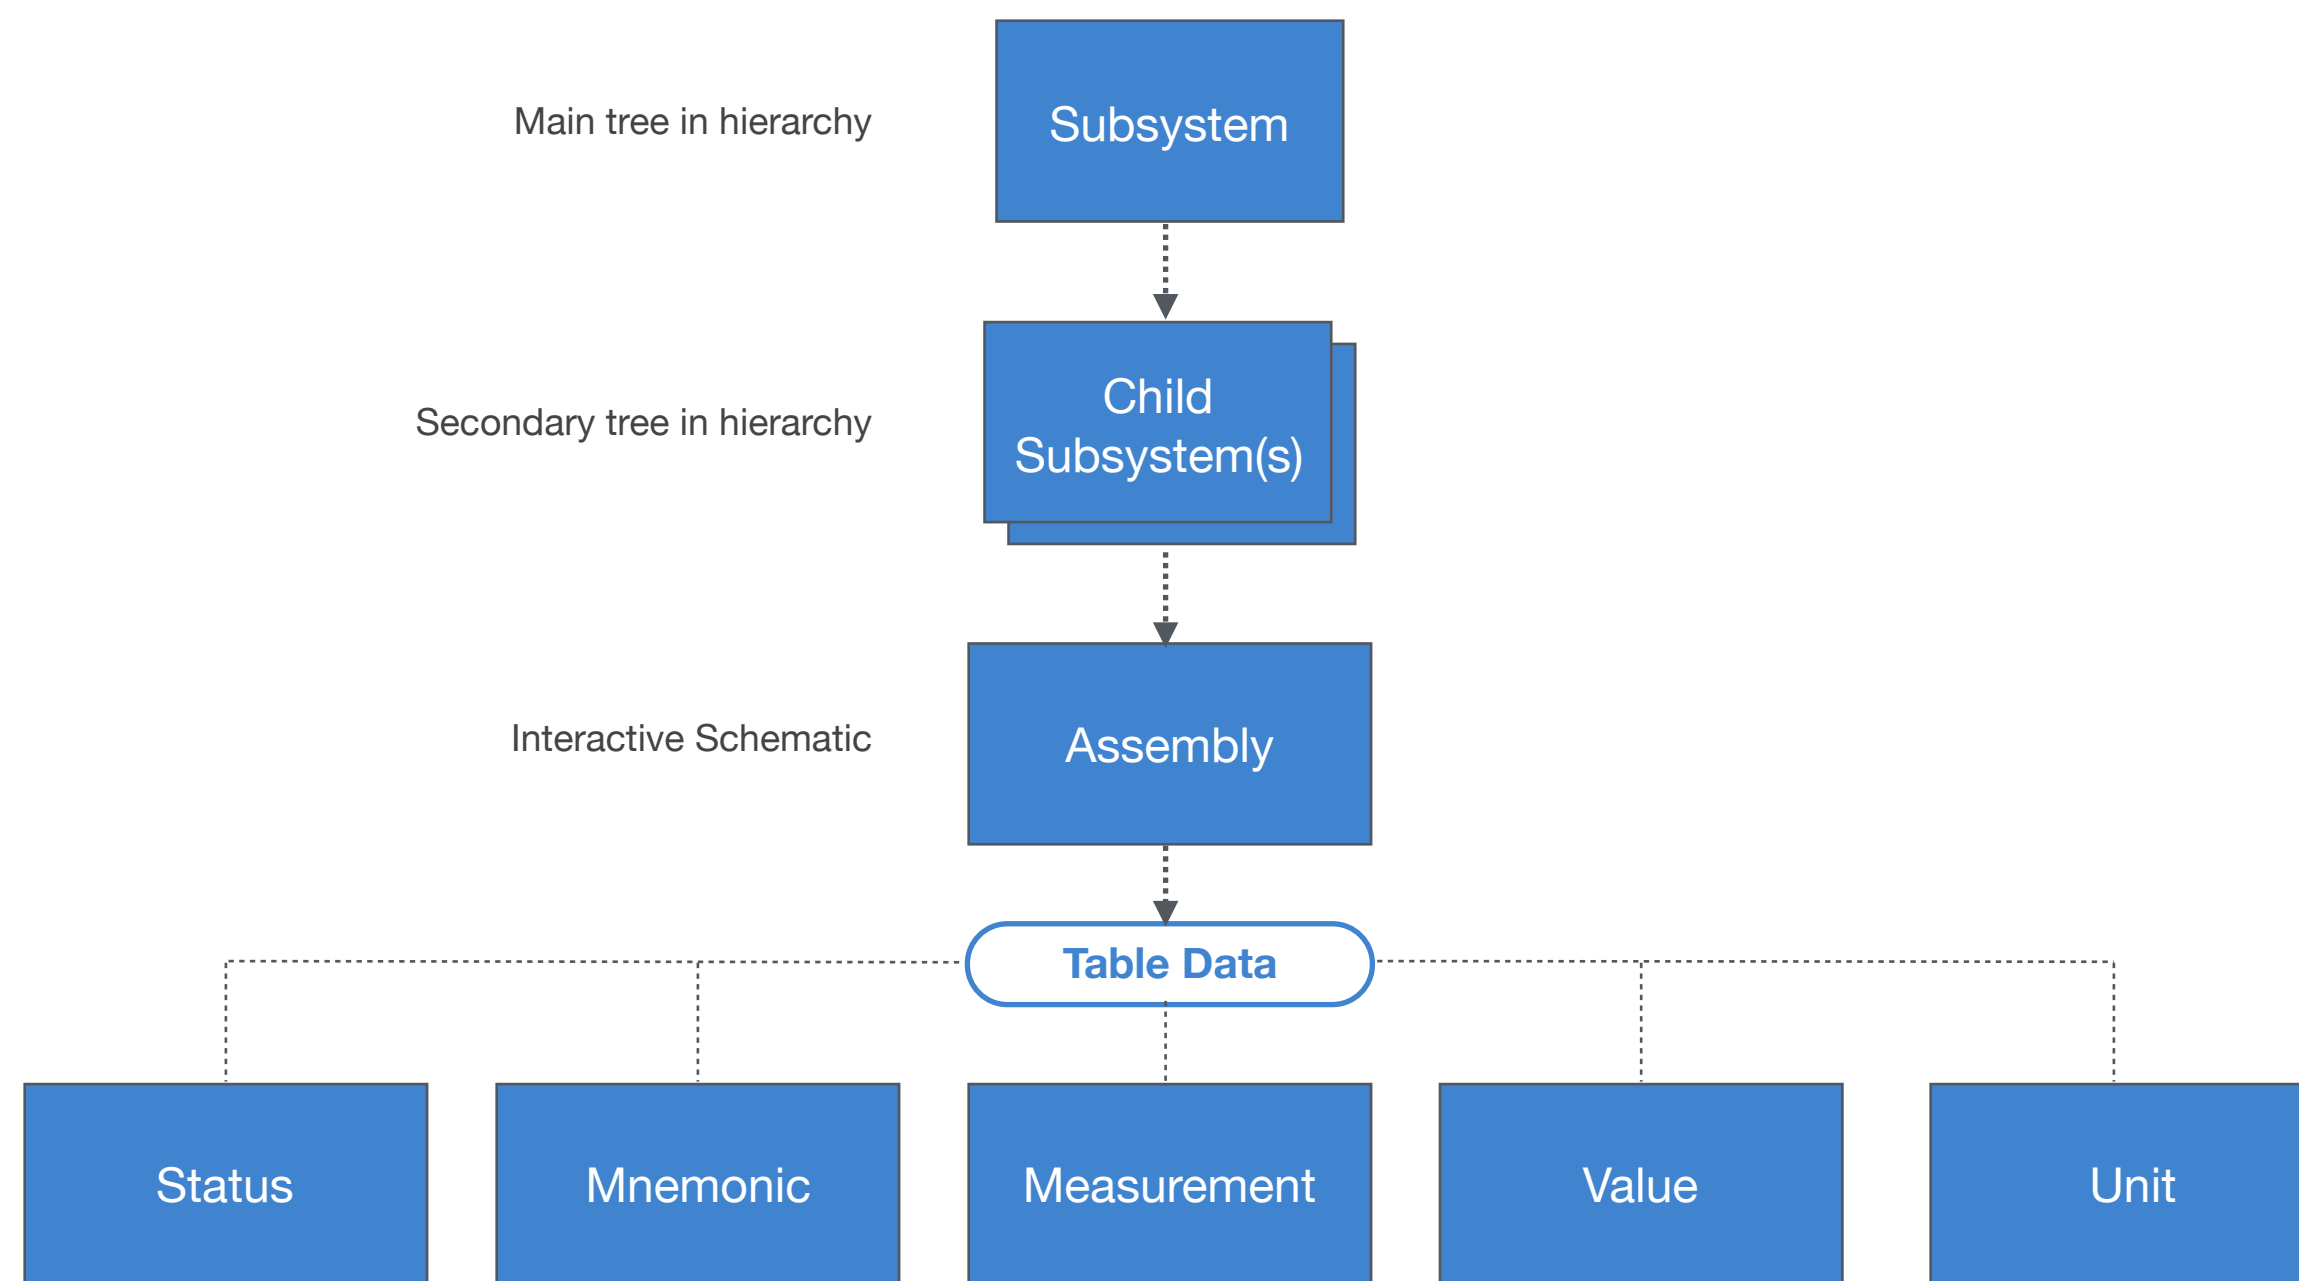 Main tree in hierarchy
Subsystem
Secondary tree in hierarchy
Child
Subsystem(s)
Interactive Schematic
Assembly
Table Data
Status
Mnemonic
Measurement
Value
Unit